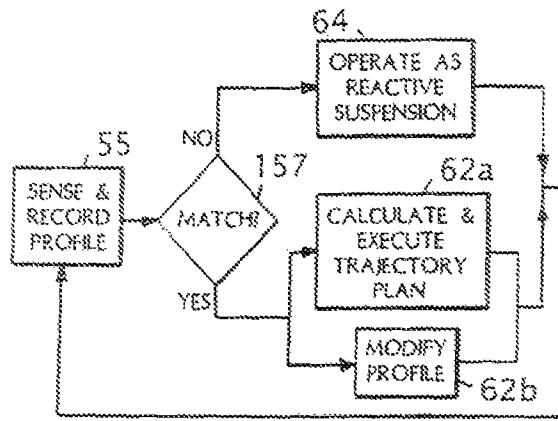 64
OPERATE AS
REACTIVE
SUSPENSION
55
NO
157
62a
SENSE &
RECORD
PROFILE
MATCH?
CALCULATE &
EXECUTE
TRAJECTORY
PLAN
YES
MODIFY
PROFILE
62b